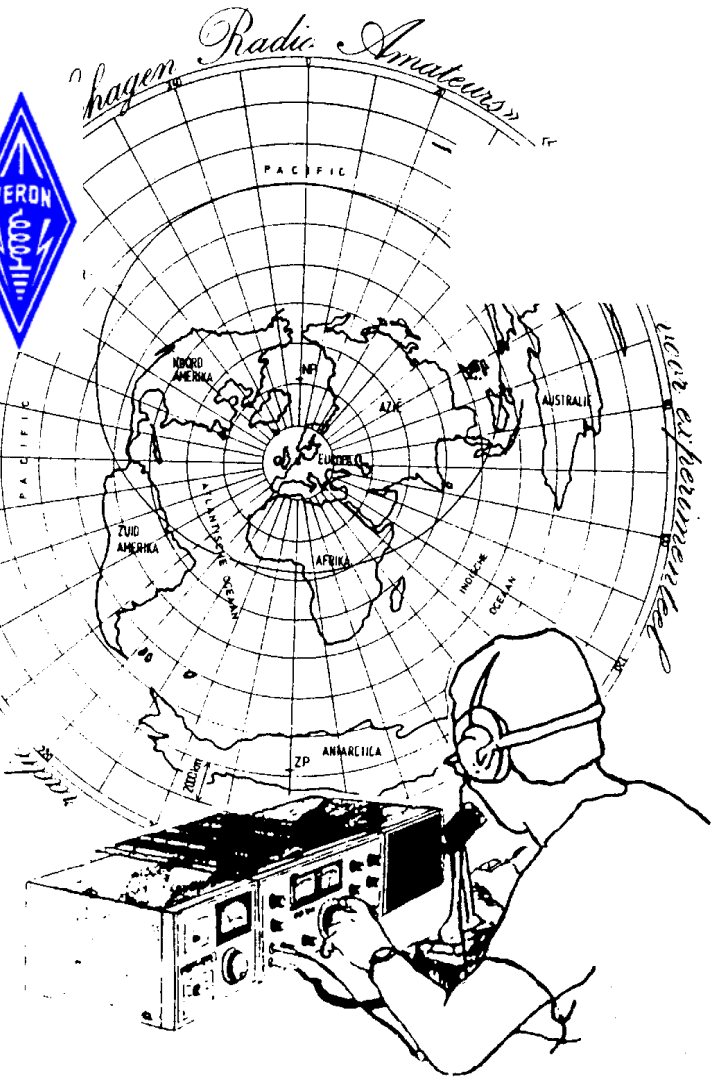 hagen Radio Amateurs»
PACIFIC
VERON
NOORD
AMERIKA
NP
AZIË
AUSTRALIË
EUROPA
PACIFIC
ATLANTISCHE OCEAAN
ZUID
AMERIKA
AFRIKA
INDISCHE
OCEAAN
voor experimenteel
ANTARCTICA
ZP
2000km